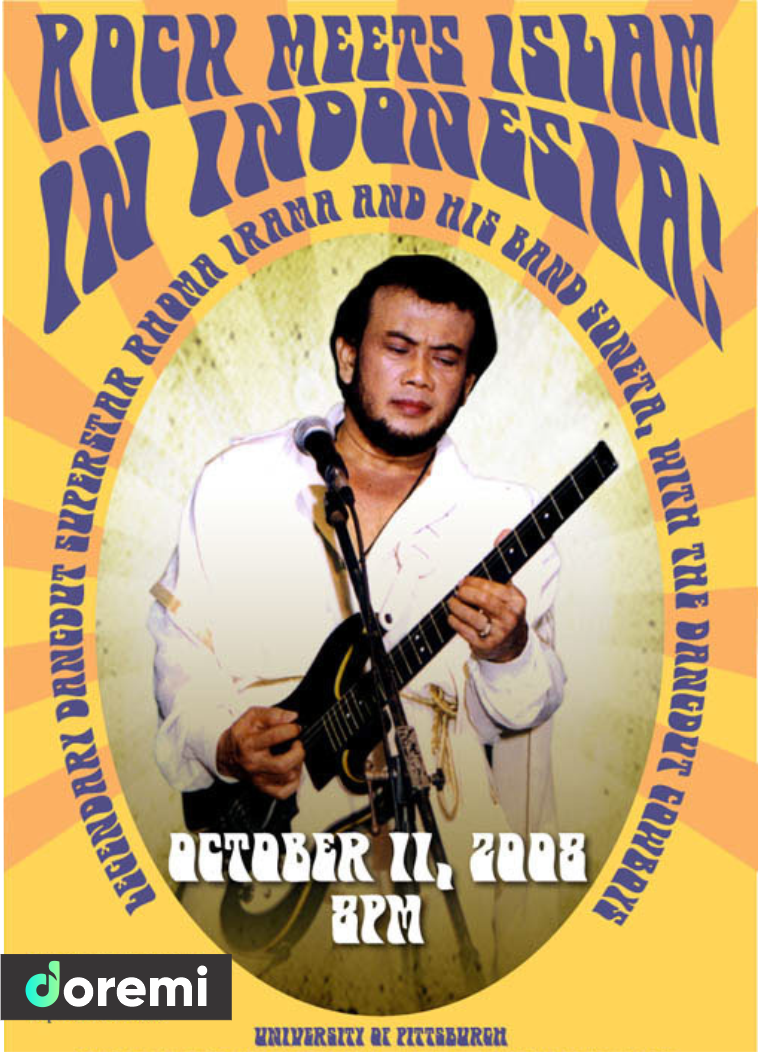 ROCK MEETS ISLAM
IN INDONESIA!
LEGENDARY DANGDUT SUPERSTAR RHOMA IRAMA AND HIS BAND SONETA, WITH THE DANGDUT COWBOYS
OCTOBER 11, 2008
8PM
doremi
UNIVERSITY OF PITTSBURGH